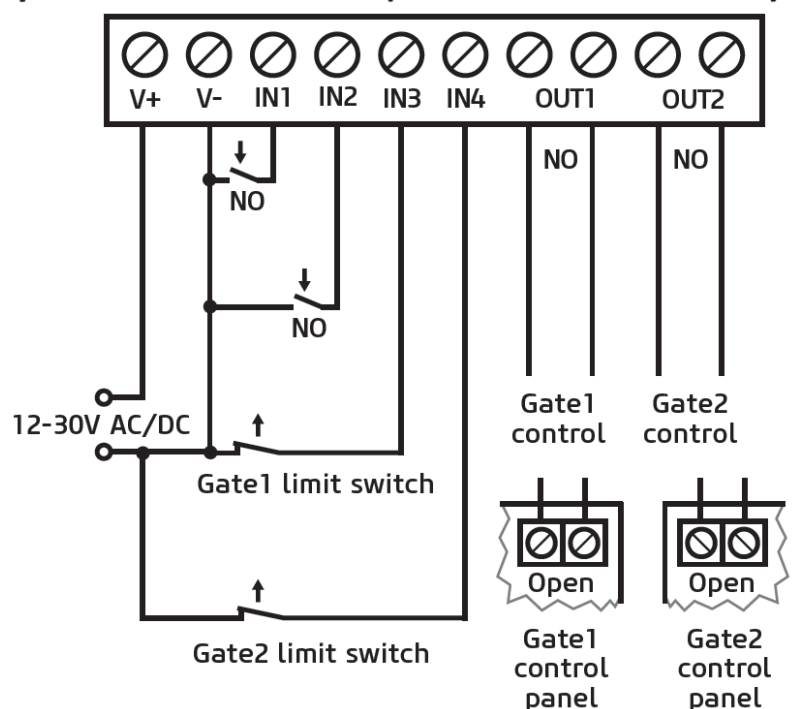 V+ V- IN1 IN2 IN3 IN4 OUT1 OUT2
NO NO
NO
NO
12-30V AC/DC
Gate1
control
Gate2
control
Gate1 limit switch
Open
Open
Gate2 limit switch
Gate1
control
panel
Gate2
control
panel